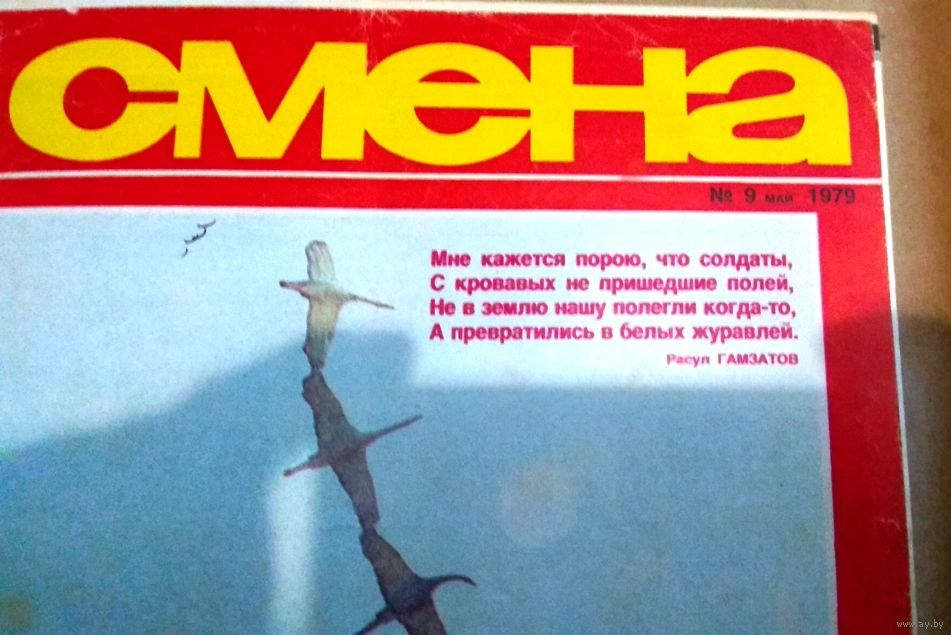 смена
№ 9 май 1979
Мне кажется порою, что солдаты,
С кровавых не пришедшие полей,
Не в землю нашу полегли когда-то,
А превратились в белых журавлей.
Расул ГАМЗАТОВ
www.ay.by